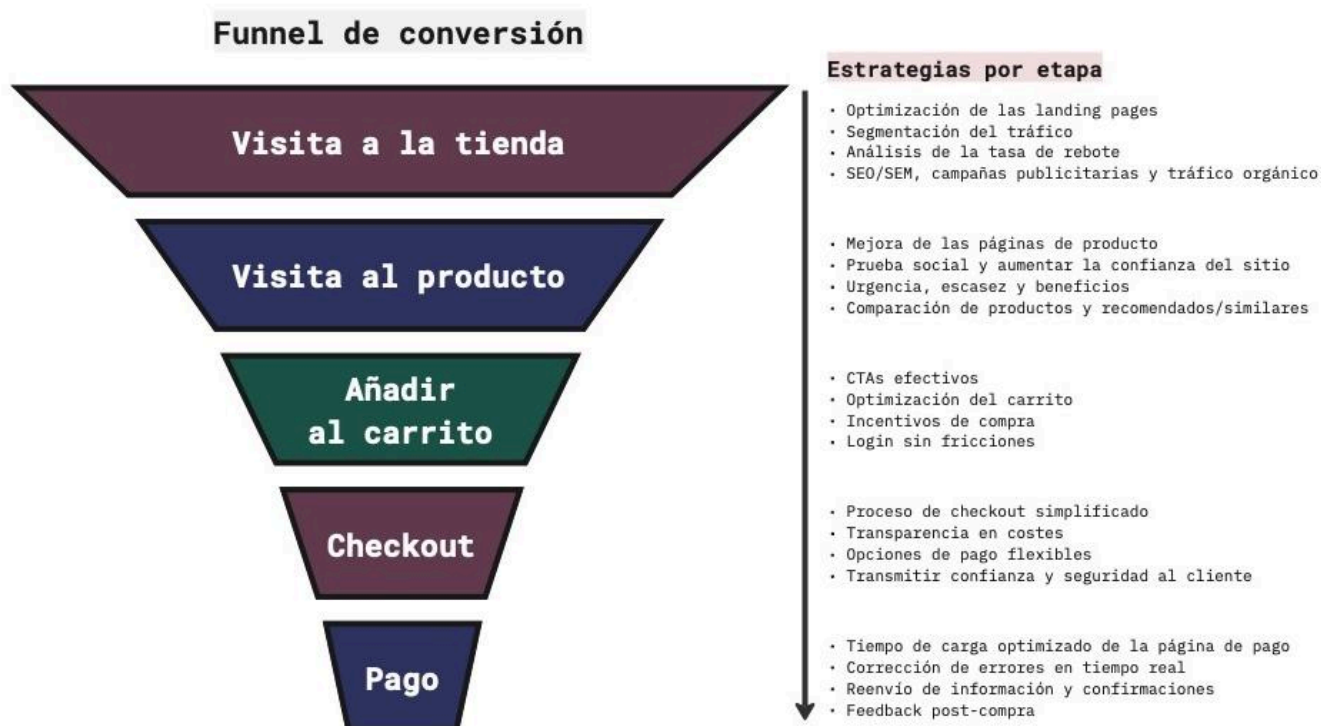 Funnel de conversión
Estrategias por etapa
Visita a la tienda
· Optimización de las landing pages
· Segmentación del tráfico
· Análisis de la tasa de rebote
· SEO/SEM, campañas publicitarias y tráfico orgánico
Visita al producto
· Mejora de las páginas de producto
· Prueba social y aumentar la confianza del sitio
· Urgencia, escasez y beneficios
· Comparación de productos y recomendados/similares
Añadir
al carrito
· CTAs efectivos
· Optimización del carrito
· Incentivos de compra
· Login sin fricciones
Checkout
· Proceso de checkout simplificado
· Transparencia en costes
· Opciones de pago flexibles
· Transmitir confianza y seguridad al cliente
Pago
· Tiempo de carga optimizado de la página de pago
· Corrección de errores en tiempo real
· Reenvío de información y confirmaciones
· Feedback post-compra